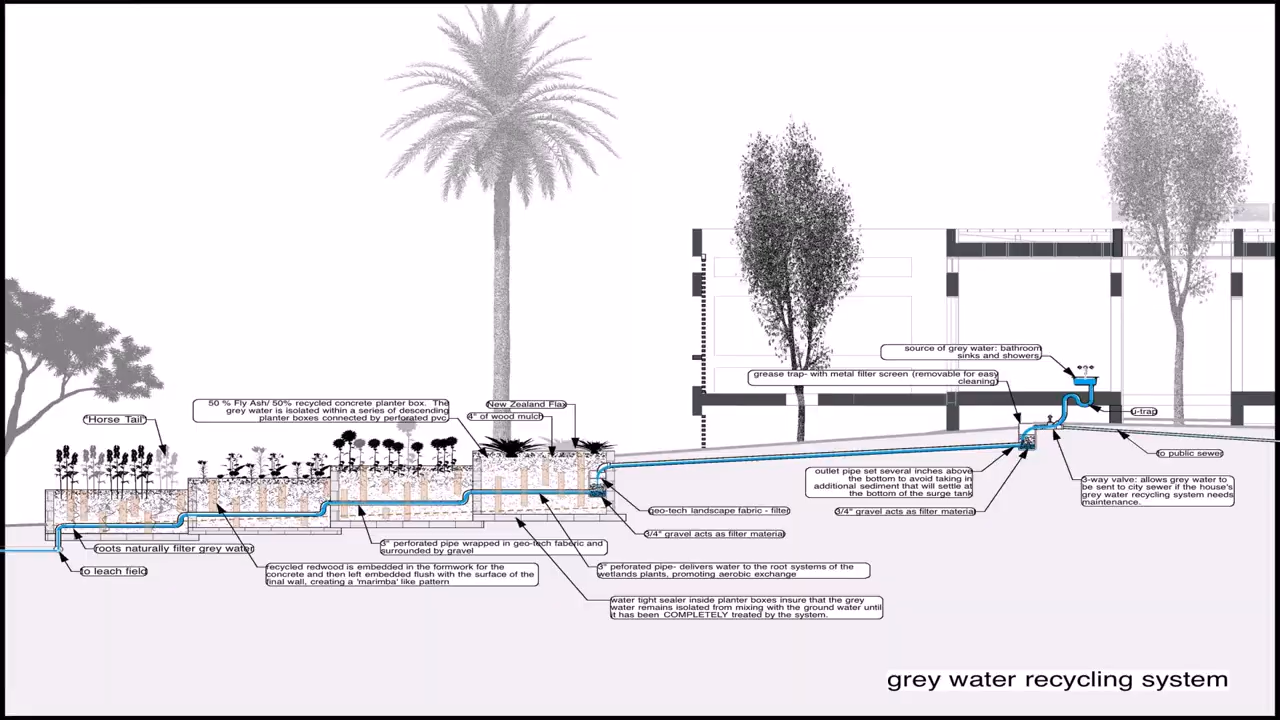 source of grey water: bathroom
sinks and showers
grease trap- with metal filter screen (removable for easy
cleaning)
50 % Fly Ash/ 50% recycled concrete planter box. The
grey water is isolated within a series of descending
planter boxes connected by perforated pvc
New Zealand Flax
4" of wood mulch
"Horse Tail"
u-trap
to public sewer
outlet pipe set several inches above
the bottom to avoid taking in
additional sediment that will settle at
the bottom of the surge tank
3-way valve: allows grey water to
be sent to city sewer if the house's
grey water recycling system needs
maintenance.
geo-tech landscape fabric - filter
3/4" gravel acts as filter material
3/4" gravel acts as filter material
roots naturally filter grey water
3" perforated pipe wrapped in geo-tech faberic and
surrounded by gravel
to leach field
recycled redwood is embedded in the formwork for the
concrete and then left embedded flush with the surface of the
final wall, creating a 'marimba' like pattern
3" peforated pipe- delivers water to the root systems of the
wetlands plants, promoting aerobic exchange
water tight sealer inside planter boxes insure that the grey
water remains isolated from mixing with the ground water until
it has been COMPLETELY treated by the system.
grey water recycling system